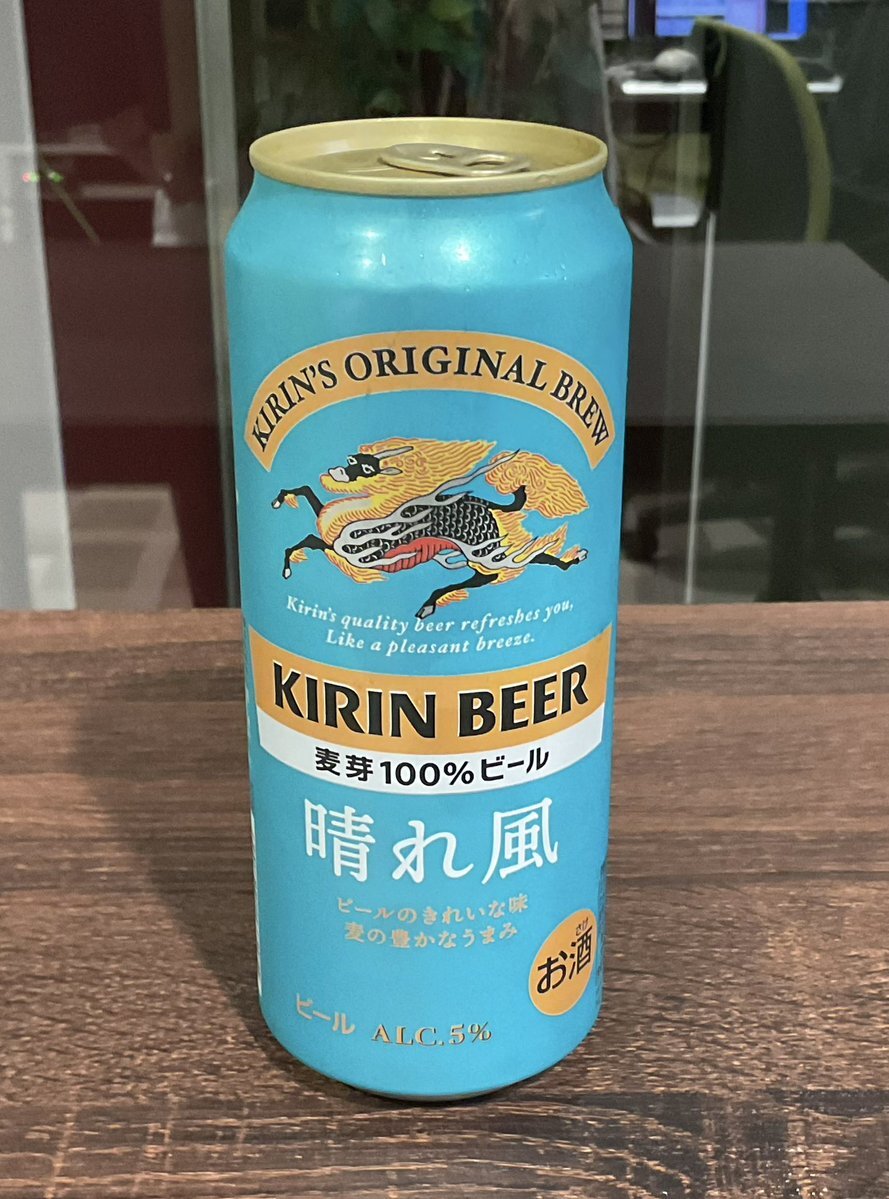 KIRIN'S ORIGINAL BREW
Kirin's quality beer refreshes you,
Like a pleasant breeze.
KIRIN BEER
麦芽100%ビール
晴れ風
ビールのきれいな味
麦の豊かなうまみ
さけ
お酒
ビール ALC.5%